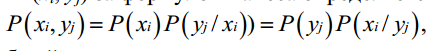 P(xᵢ, yⱼ) = P(xᵢ)P(yⱼ / xᵢ)) = P(yⱼ)P(xᵢ / yⱼ),